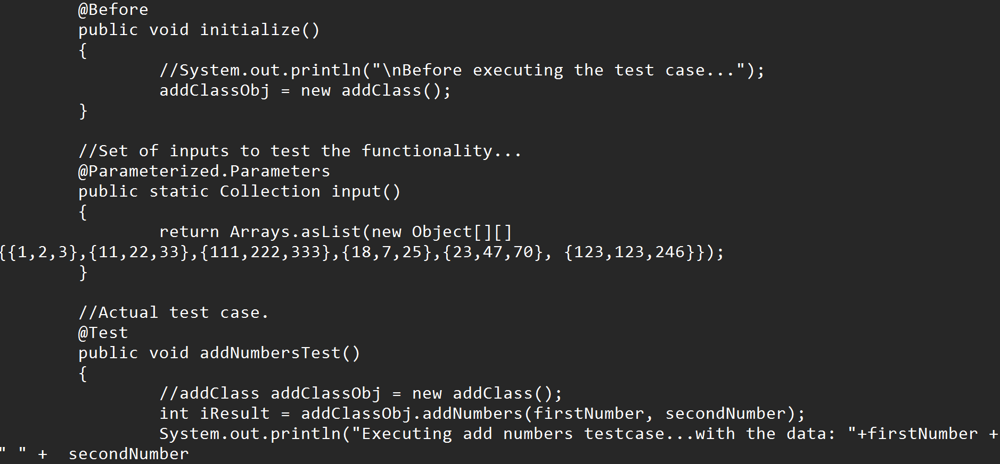 @Before
public void initialize()
{
//System.out.println("\nBefore executing the test case...");
addClassObj = new addClass();
}
//Set of inputs to test the functionality...
@Parameterized.Parameters
public static Collection input()
{
return Arrays.asList(new Object[][]
{{1,2,3},{11,22,33},{111,222,333},{18,7,25},{23,47,70}, {123,123,246}});
}
//Actual test case.
@Test
public void addNumbersTest()
{
//addClass addClassObj = new addClass();
int iResult = addClassObj.addNumbers(firstNumber, secondNumber);
System.out.println("Executing add numbers testcase...with the data: "+firstNumber +
" " +  secondNumber